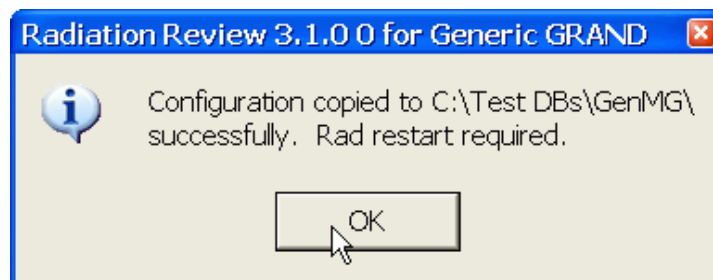 Radiation Review 3.1.0 0 for Generic GRAND
Configuration copied to C:\Test DBs\GenMG\
successfully. Rad restart required.
OK